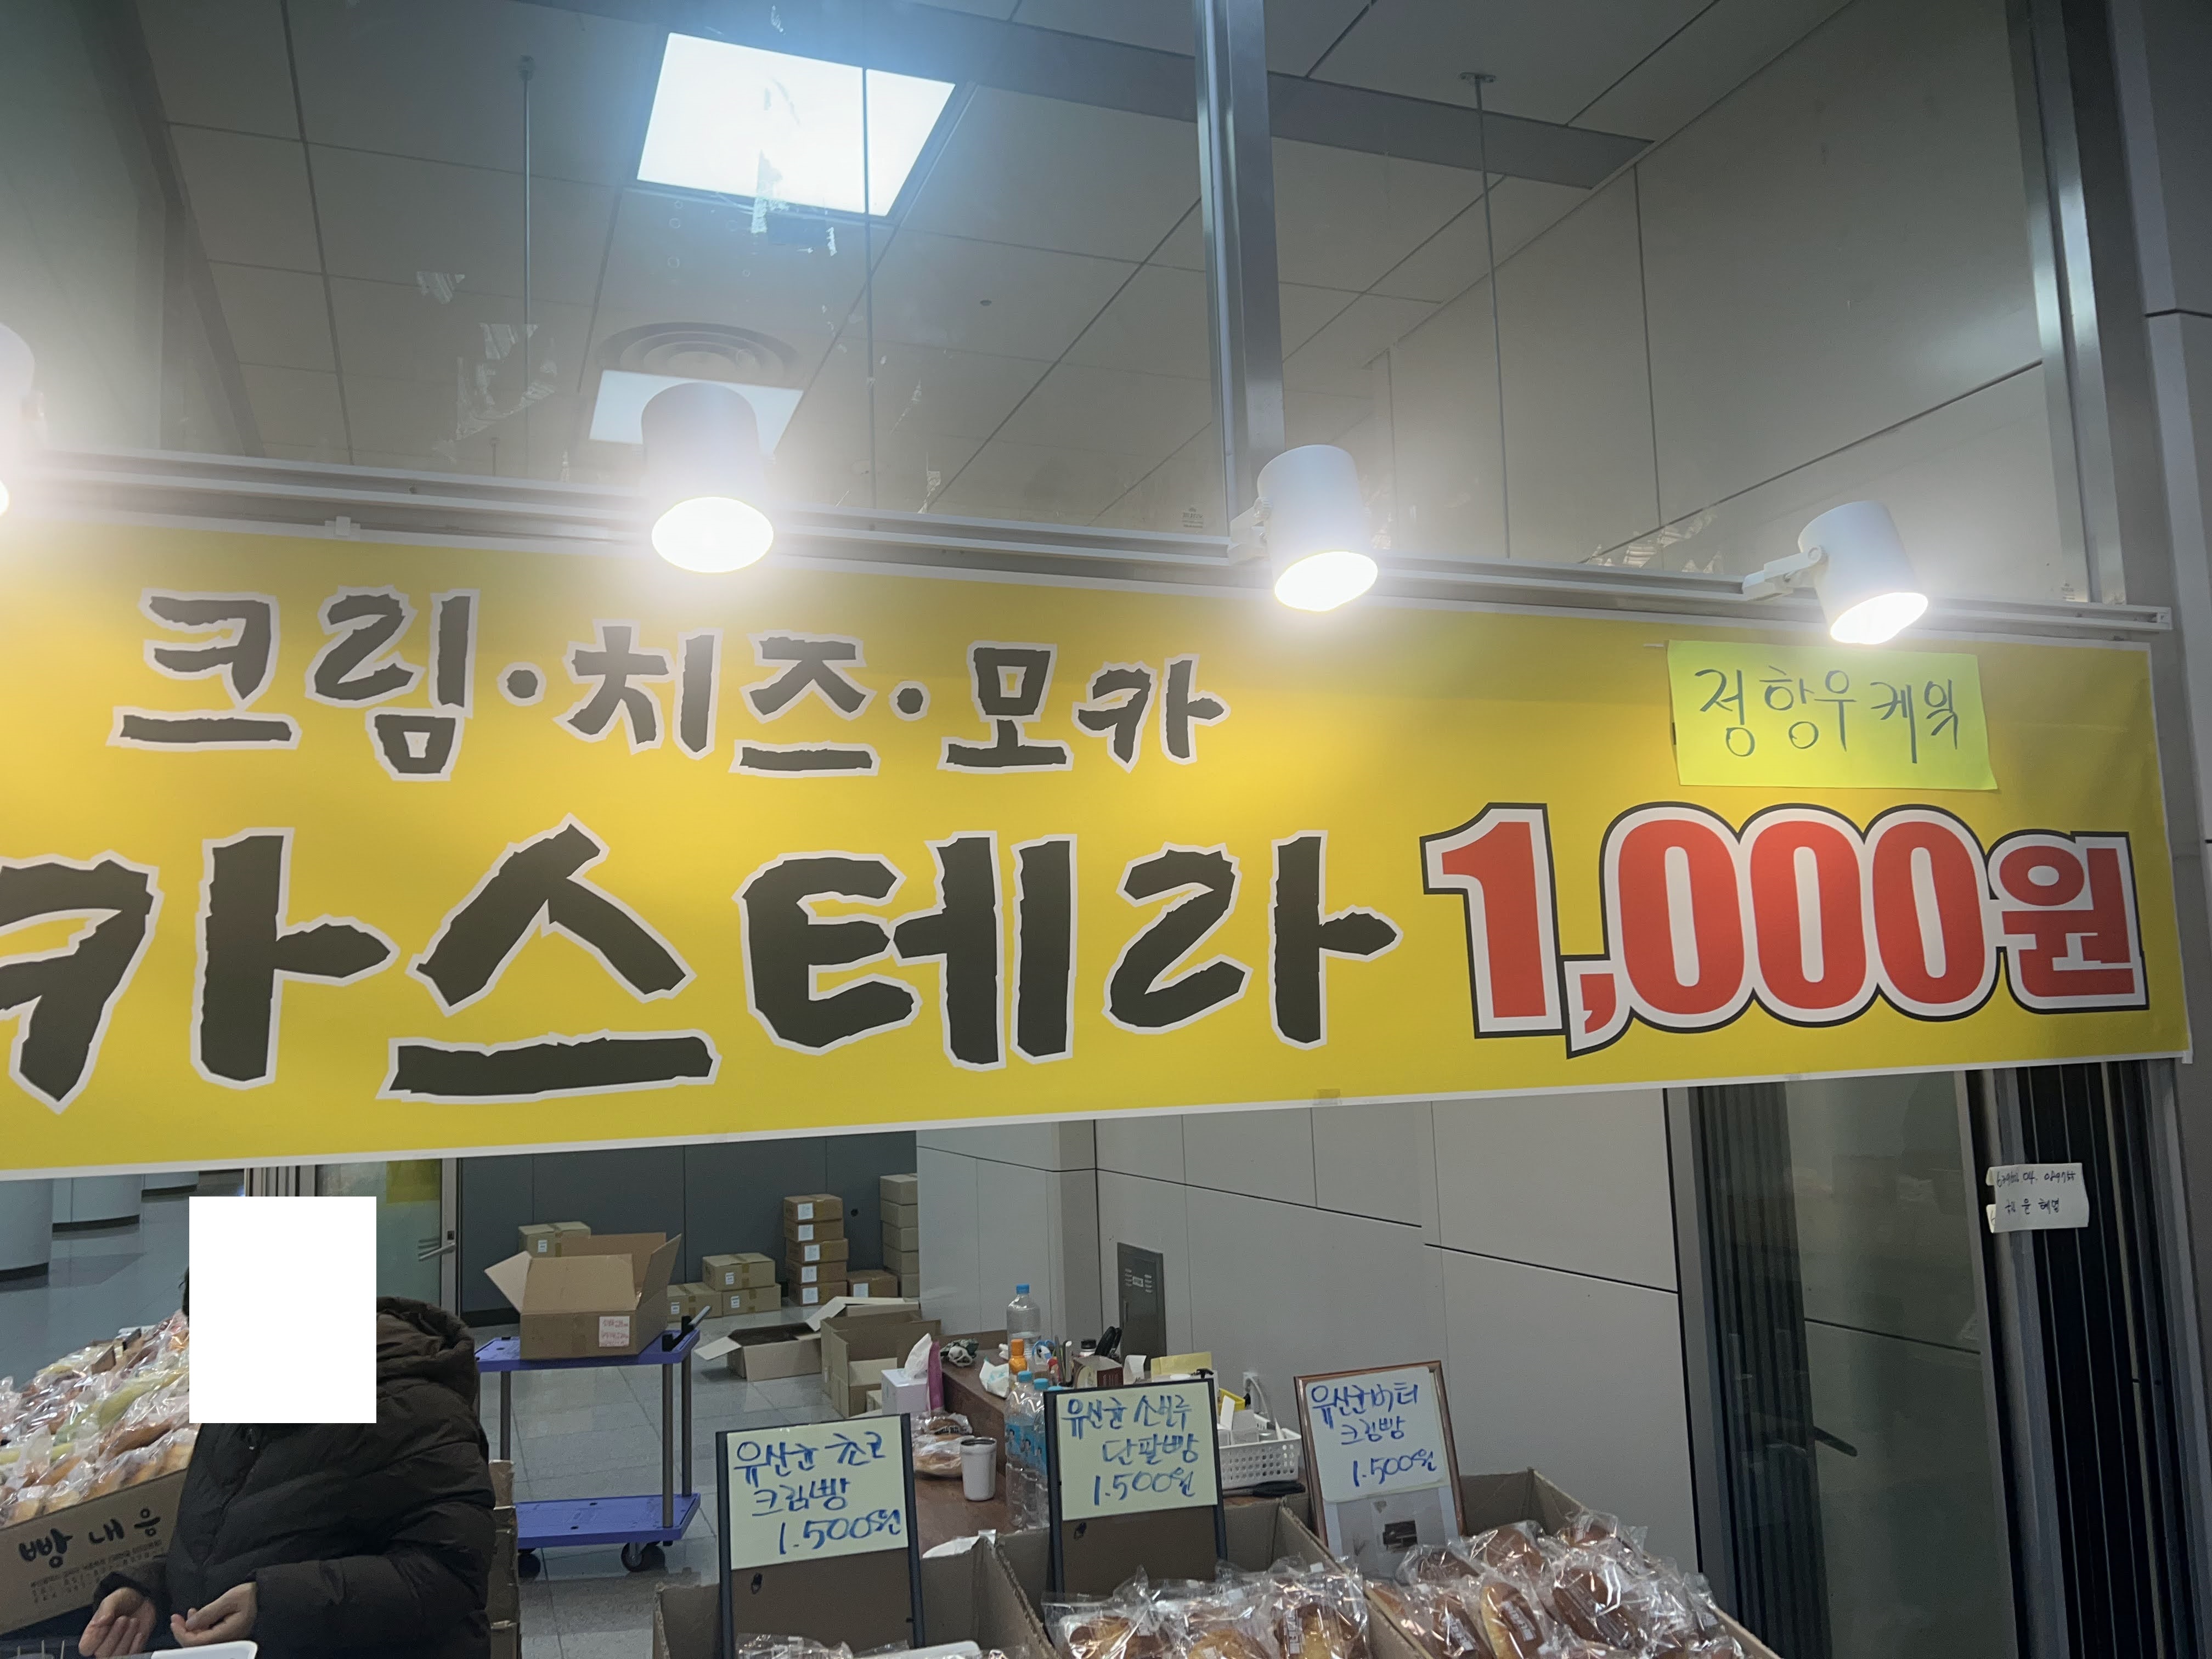 크림·치즈·모카
정항우케익
카스테라 1,000원
유산균 초코
크림빵
1.500원
유산균 소보루
단팥빵
1.500원
유산균버터
크림빵
1.500원
빵 내음